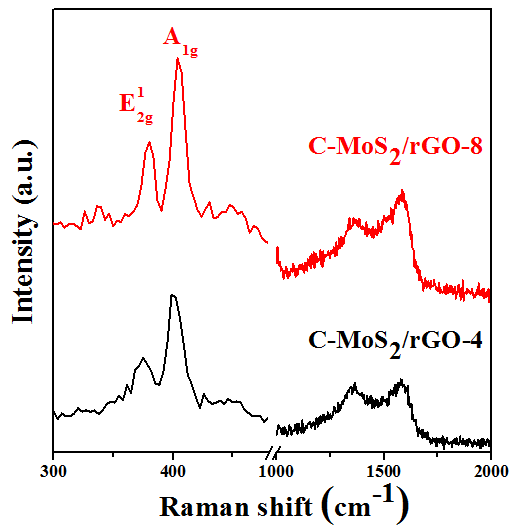 A1g
E12g
C-MoS2/rGO-8
C-MoS2/rGO-4
Intensity (a.u.)
300 400 1000 1500 2000
Raman shift (cm-1)